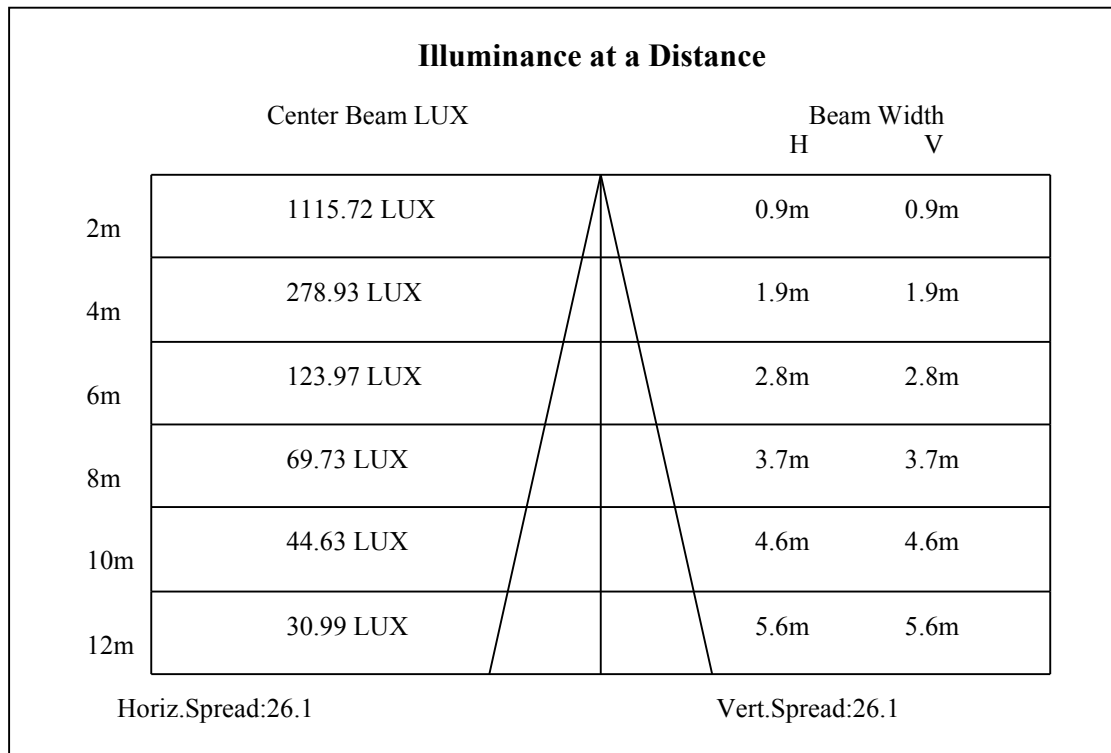 Illuminance at a Distance
Center Beam LUX Beam Width
H V
2m 1115.72 LUX 0.9m 0.9m
4m 278.93 LUX 1.9m 1.9m
6m 123.97 LUX 2.8m 2.8m
8m 69.73 LUX 3.7m 3.7m
10m 44.63 LUX 4.6m 4.6m
12m 30.99 LUX 5.6m 5.6m
Horiz.Spread:26.1 Vert.Spread:26.1